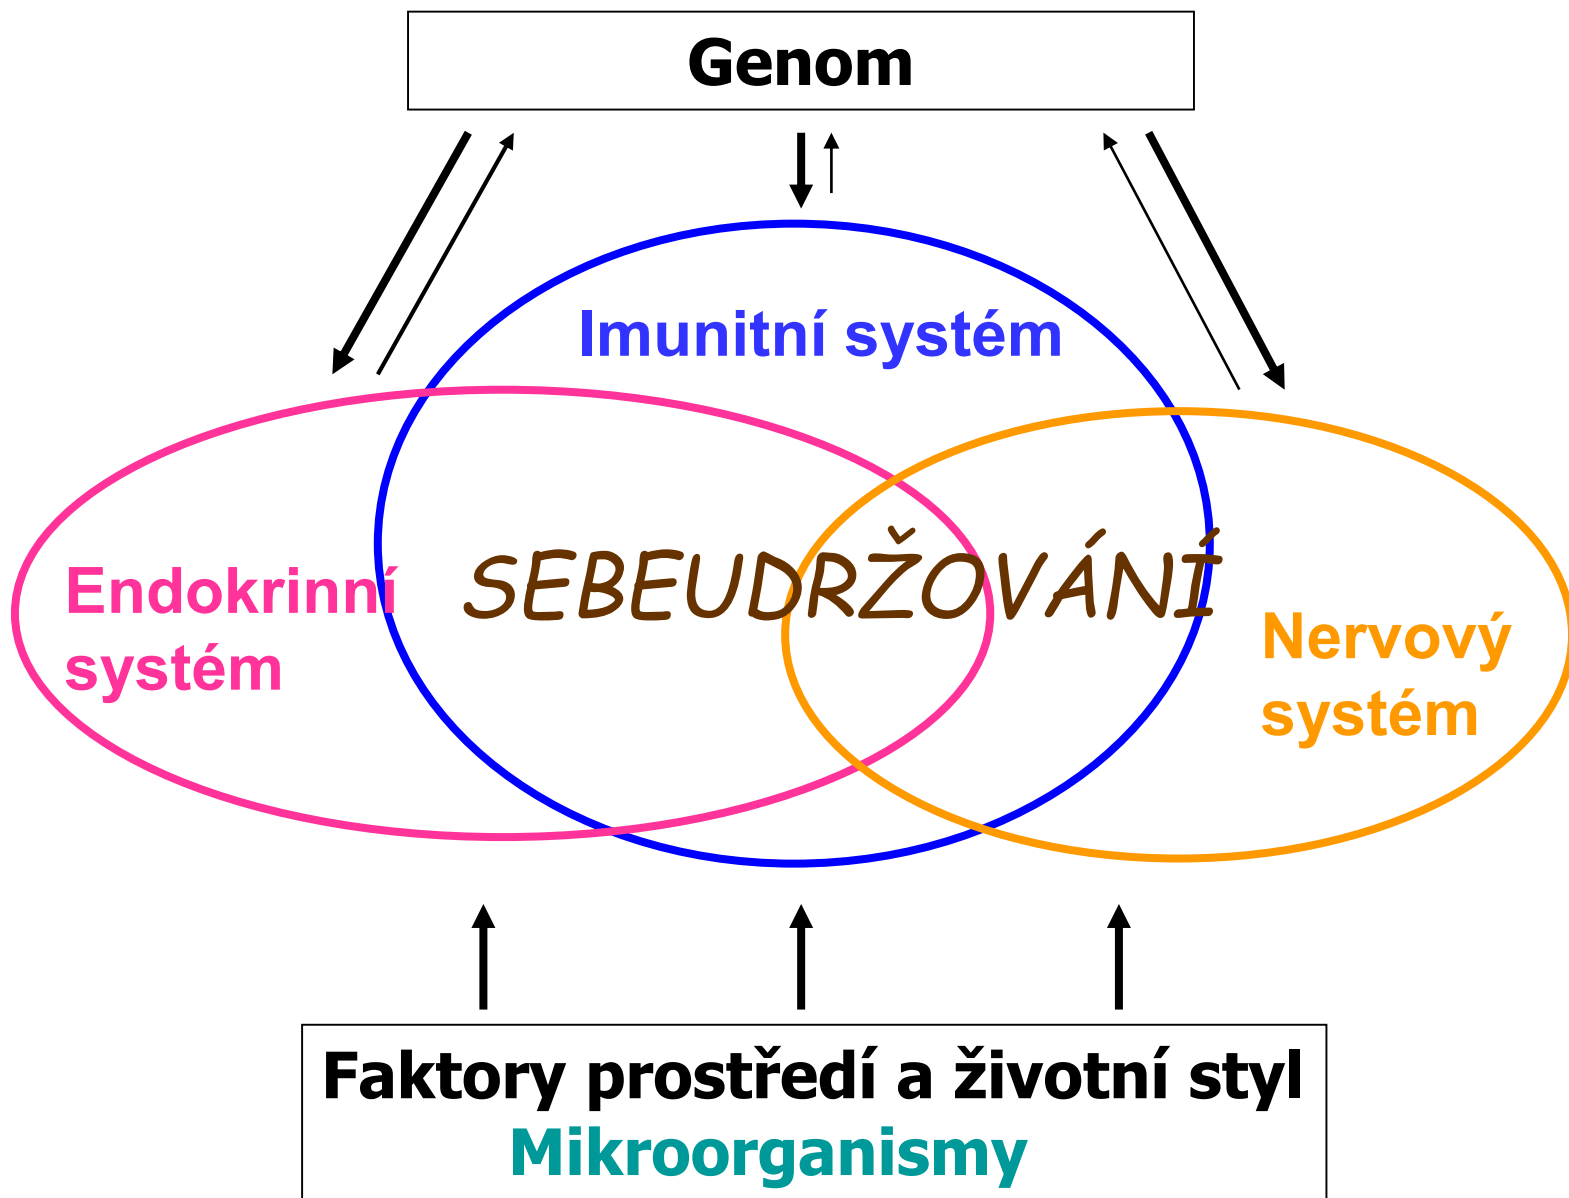 Genom
Imunitní systém
Endokrinní
systém
SEBEUDRŽOVÁNÍ
Nervový
systém
Faktory prostředí a životní styl
Mikroorganismy